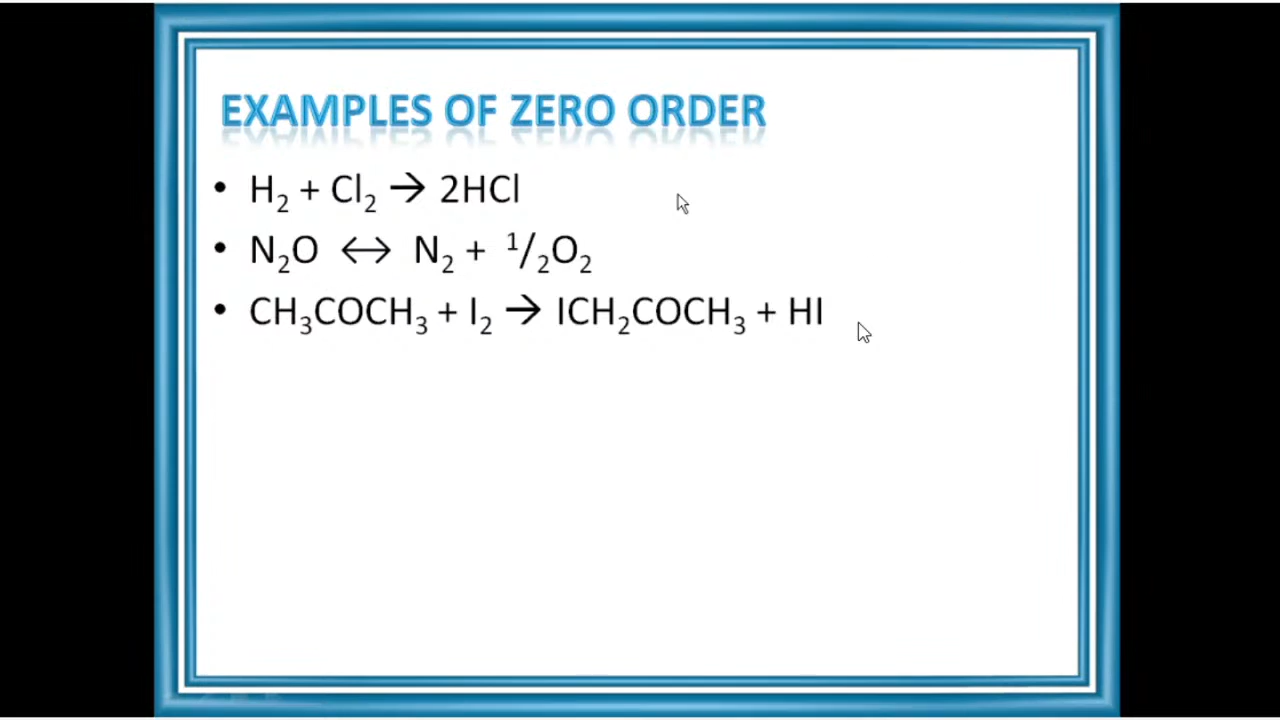 EXAMPLES OF ZERO ORDER
• H₂ + Cl₂ → 2HCl
• N₂O ↔ N₂ + ¹/₂O₂
• CH₃COCH₃ + I₂ → ICH₂COCH₃ + HI